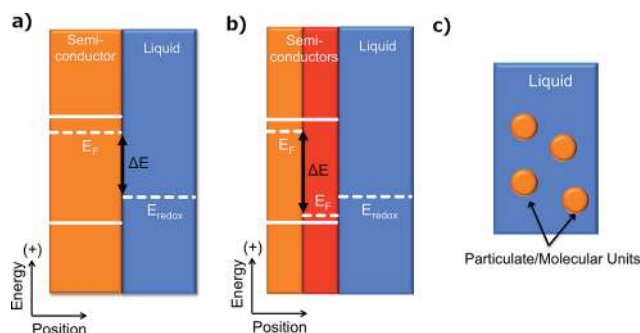 a)
Semi-
conductor
Liquid
E_F
ΔE
E_redox
(+)
Energy
Position
b)
Semi-
conductors
Liquid
E_F
ΔE
E_F
E_redox
(+)
Energy
Position
c)
Liquid
Particulate/Molecular Units